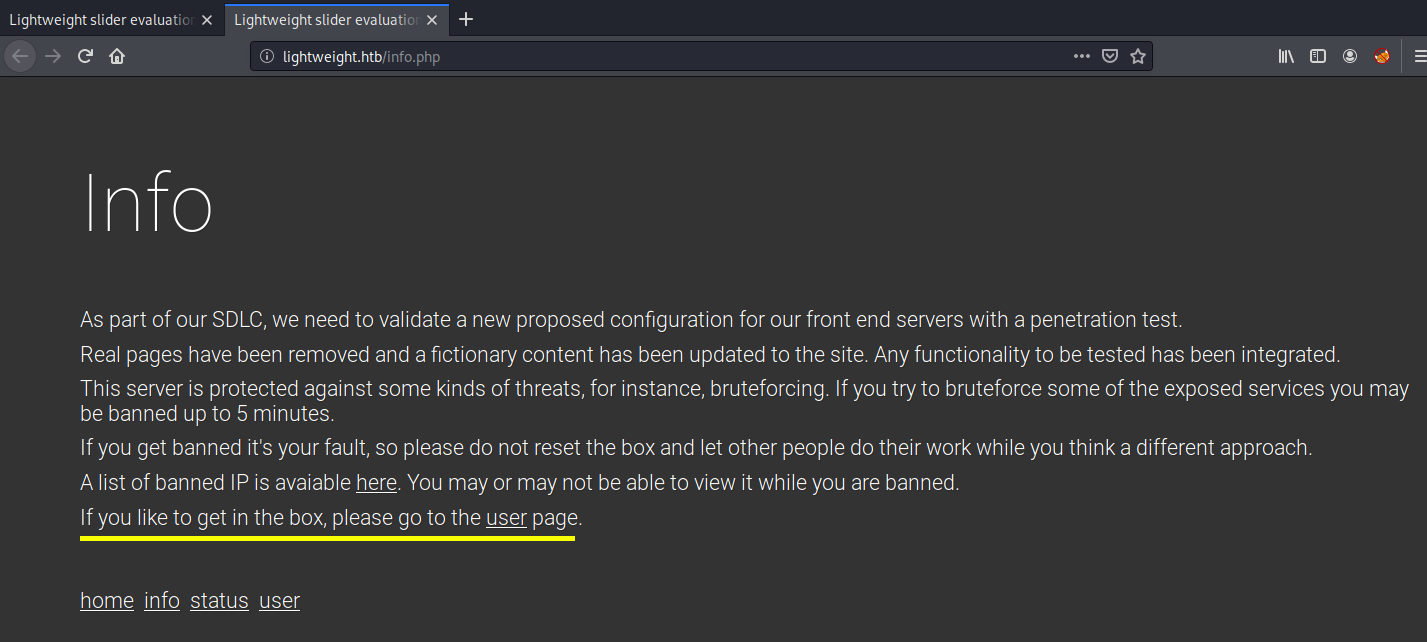 Lightweight slider evaluation
Lightweight slider evaluation
lightweight.htb/info.php
Info
As part of our SDLC, we need to validate a new proposed configuration for our front end servers with a penetration test.
Real pages have been removed and a fictionary content has been updated to the site. Any functionality to be tested has been integrated.
This server is protected against some kinds of threats, for instance, bruteforcing. If you try to bruteforce some of the exposed services you may
be banned up to 5 minutes.
If you get banned it's your fault, so please do not reset the box and let other people do their work while you think a different approach.
A list of banned IP is avaiable here. You may or may not be able to view it while you are banned.
If you like to get in the box, please go to the user page.
home info status user